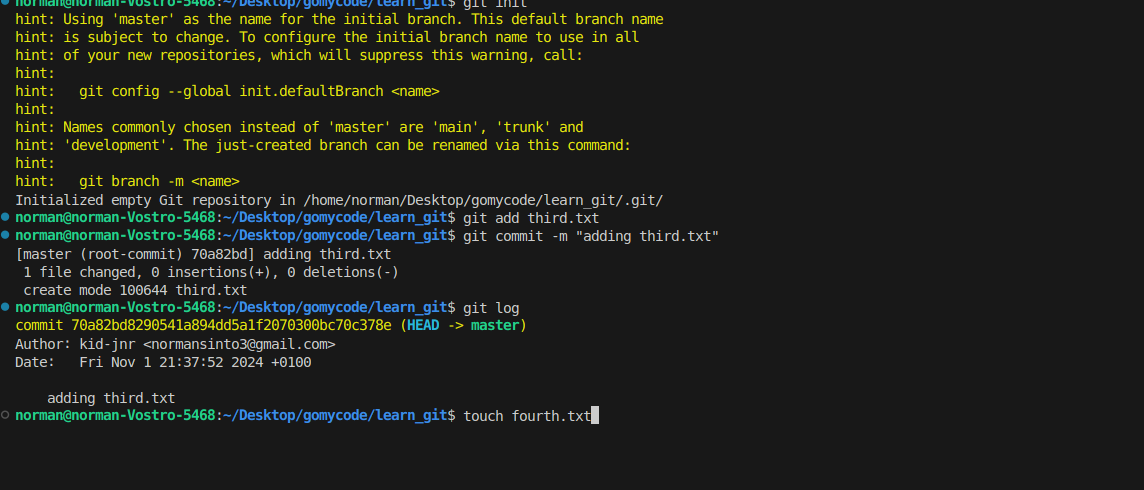 norman@norman-Vostro-5468:~/Desktop/gomycode/learn_git$ git init
hint: Using 'master' as the name for the initial branch. This default branch name
hint: is subject to change. To configure the initial branch name to use in all
hint: of your new repositories, which will suppress this warning, call:
hint:
hint:   git config --global init.defaultBranch <name>
hint:
hint: Names commonly chosen instead of 'master' are 'main', 'trunk' and
hint: 'development'. The just-created branch can be renamed via this command:
hint:
hint:   git branch -m <name>
Initialized empty Git repository in /home/norman/Desktop/gomycode/learn_git/.git/
norman@norman-Vostro-5468:~/Desktop/gomycode/learn_git$ git add third.txt
norman@norman-Vostro-5468:~/Desktop/gomycode/learn_git$ git commit -m "adding third.txt"
[master (root-commit) 70a82bd] adding third.txt
 1 file changed, 0 insertions(+), 0 deletions(-)
 create mode 100644 third.txt
norman@norman-Vostro-5468:~/Desktop/gomycode/learn_git$ git log
commit 70a82bd8290541a894dd5a1f2070300bc70c378e (HEAD -> master)
Author: kid-jnr <normansinto3@gmail.com>
Date:   Fri Nov 1 21:37:52 2024 +0100

    adding third.txt
norman@norman-Vostro-5468:~/Desktop/gomycode/learn_git$ touch fourth.txt